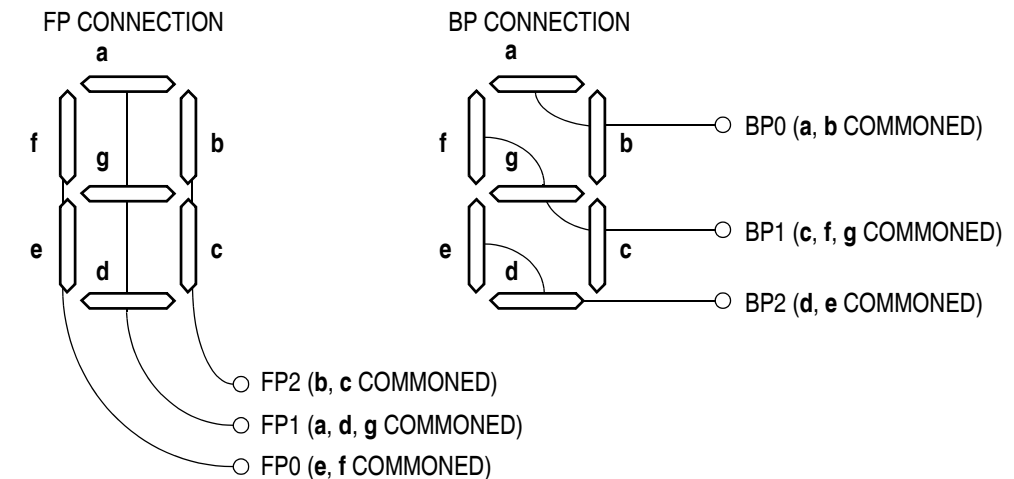 FP CONNECTION
a
f
b
g
e
c
d
FP2 (b, c COMMONED)
FP1 (a, d, g COMMONED)
FP0 (e, f COMMONED)
BP CONNECTION
a
f
b
g
e
c
d
BP0 (a, b COMMONED)
BP1 (c, f, g COMMONED)
BP2 (d, e COMMONED)